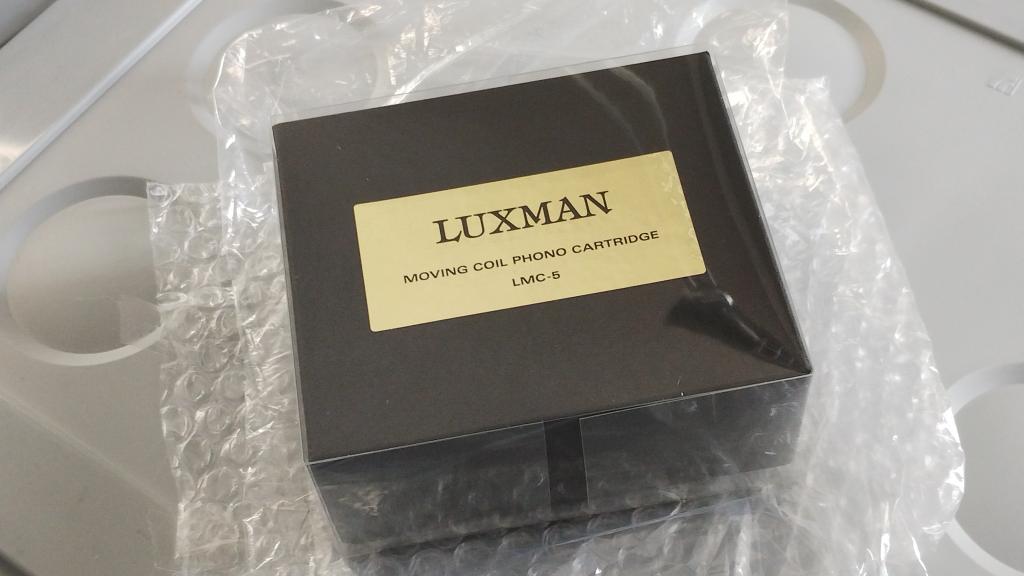 LUXMAN
MOVING COIL PHONO CARTRIDGE
LMC-5